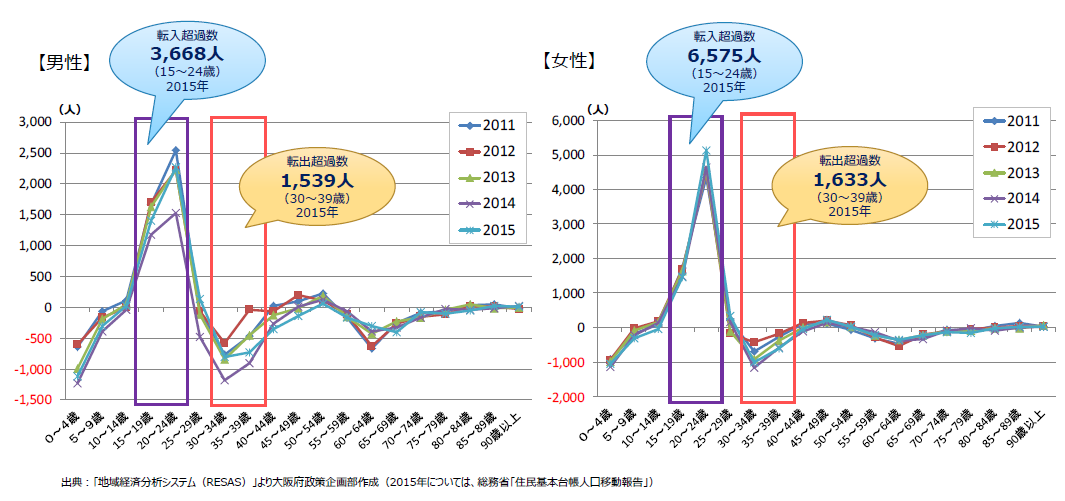 【男性】
転入超過数
3,668人
（15～24歳）
2015年
(人)
3,000
2,500
2,000
1,500
1,000
500
0
-500
-1,000
-1,500
2011
2012
2013
2014
2015
転出超過数
1,539人
（30～39歳）
2015年
0～4歳
5～9歳
10～14歳
15～19歳
20～24歳
25～29歳
30～34歳
35～39歳
40～44歳
45～49歳
50～54歳
55～59歳
60～64歳
65～69歳
70～74歳
75～79歳
80～84歳
85～89歳
90歳以上
【女性】
転入超過数
6,575人
（15～24歳）
2015年
(人)
6,000
5,000
4,000
3,000
2,000
1,000
0
-1,000
-2,000
2011
2012
2013
2014
2015
転出超過数
1,633人
（30～39歳）
2015年
0～4歳
5～9歳
10～14歳
15～19歳
20～24歳
25～29歳
30～34歳
35～39歳
40～44歳
45～49歳
50～54歳
55～59歳
60～64歳
65～69歳
70～74歳
75～79歳
80～84歳
85～89歳
90歳以上
出典：「地域経済分析システム（RESAS）」より大阪府政策企画部作成（2015年については、総務省「住民基本台帳人口移動報告」）